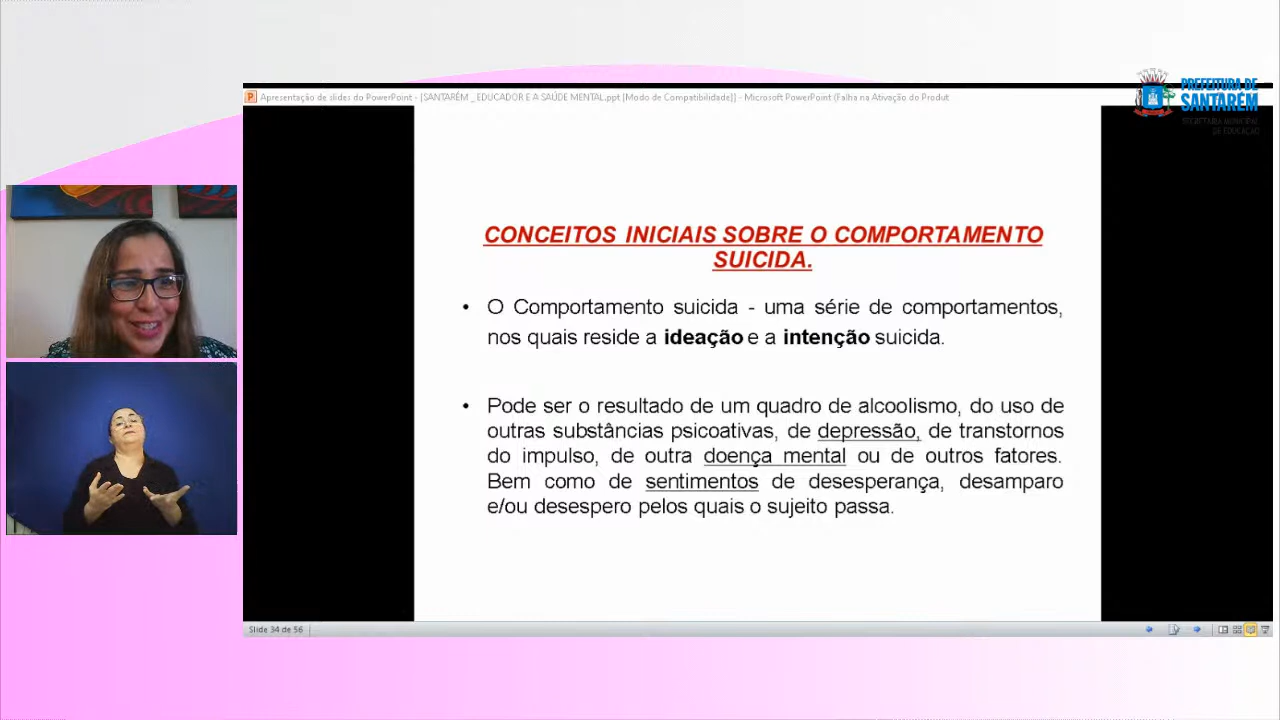 Apresentação de slides do PowerPoint - [SANTARÉM _ EDUCADOR E A SAÚDE MENTAL.ppt [Modo de Compatibilidade]] - Microsoft PowerPoint (Falha na Ativação do Produt
PREFEITURA DE
SANTARÉM
SECRETARIA MUNICIPAL
DE EDUCAÇÃO
CONCEITOS INICIAIS SOBRE O COMPORTAMENTO
SUICIDA.
• O Comportamento suicida - uma série de comportamentos,
nos quais reside a ideação e a intenção suicida.
• Pode ser o resultado de um quadro de alcoolismo, do uso de
outras substâncias psicoativas, de depressão, de transtornos
do impulso, de outra doença mental ou de outros fatores.
Bem como de sentimentos de desesperança, desamparo
e/ou desespero pelos quais o sujeito passa.
Slide 34 de 56